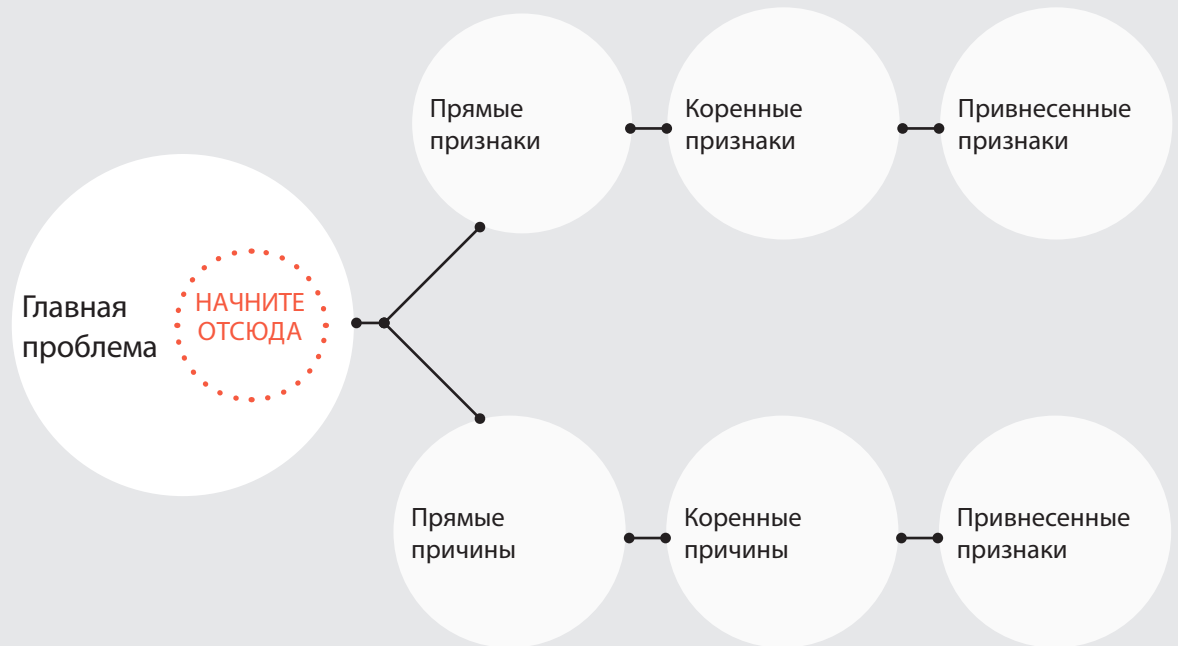 Главная
проблема
НАЧНИТЕ
ОТСЮДА
Прямые
признаки
Коренные
признаки
Привнесенные
признаки
Прямые
причины
Коренные
причины
Привнесенные
признаки